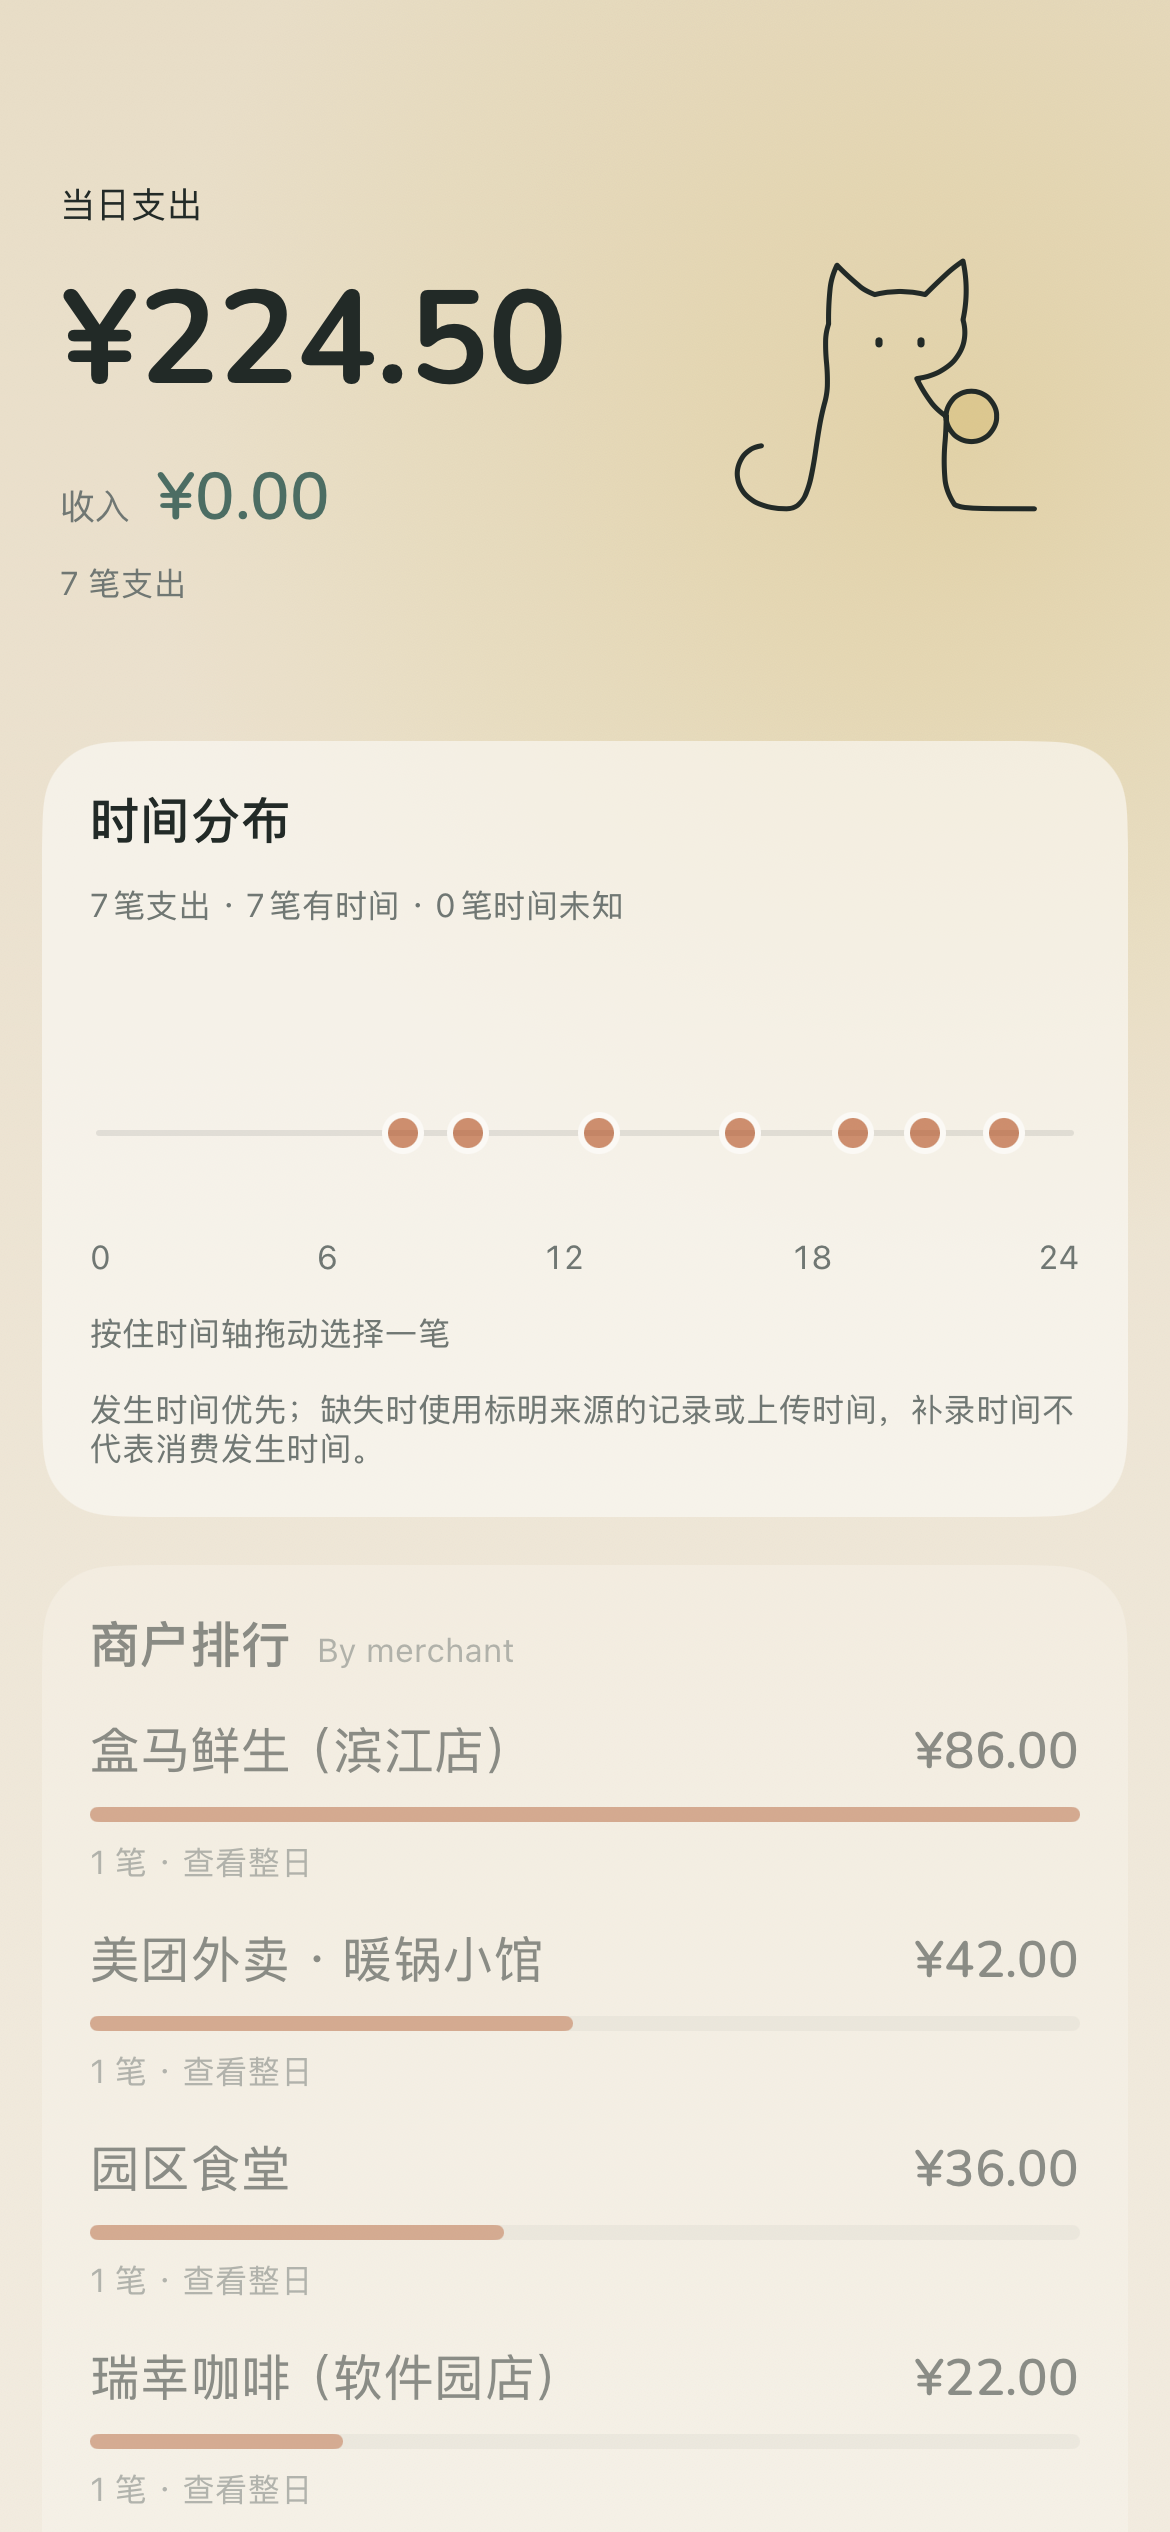 当日支出
¥224.50
收入 ¥0.00
7 笔支出
时间分布
7笔支出 · 7笔有时间 · 0笔时间未知
0 6 12 18 24
按住时间轴拖动选择一笔
发生时间优先；缺失时使用标明来源的记录或上传时间，补录时间不
代表消费发生时间。
商户排行 By merchant
盒马鲜生（滨江店） ¥86.00
1 笔 · 查看整日
美团外卖 · 暖锅小馆 ¥42.00
1 笔 · 查看整日
园区食堂 ¥36.00
1 笔 · 查看整日
瑞幸咖啡（软件园店） ¥22.00
1 笔 · 查看整日